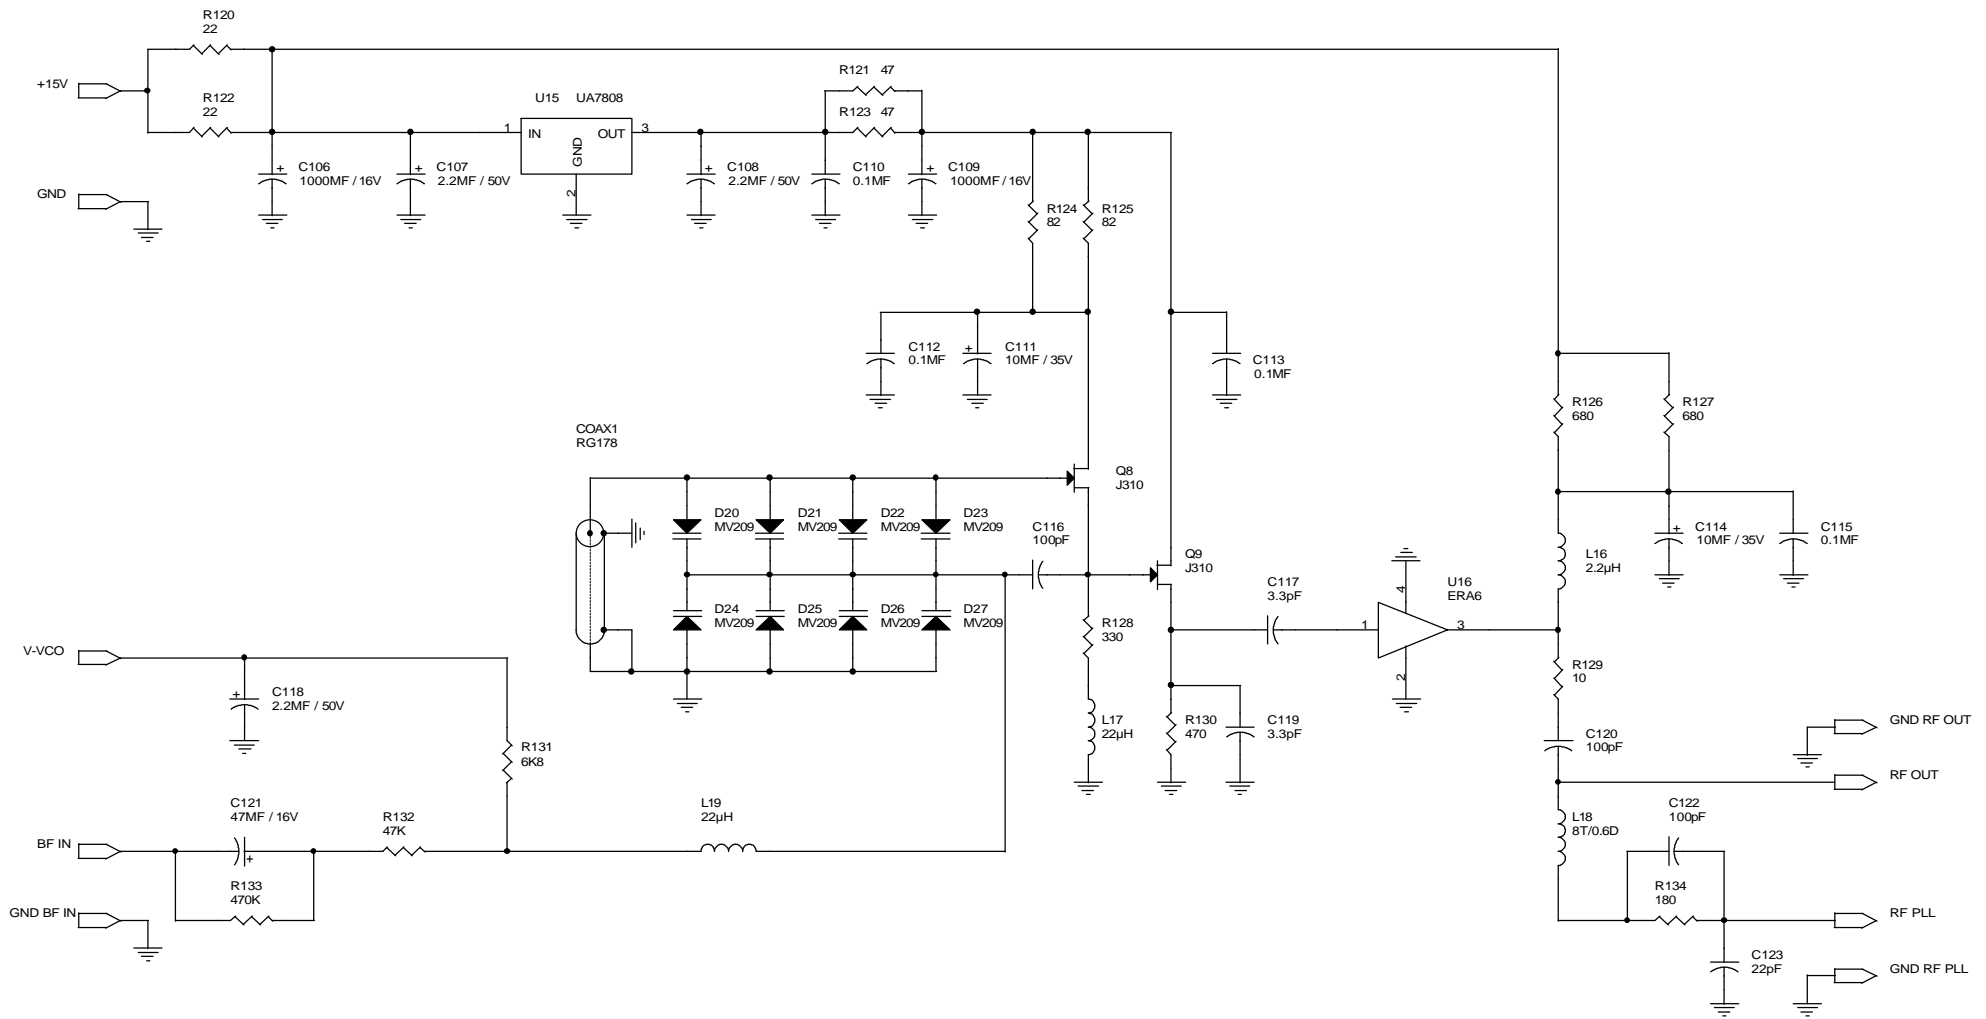 R120
22
+15V
R122
22
GND
U15 UA7808
1 IN OUT 3
GND
2
R121 47
R123 47
C106
1000MF / 16V
C107
2.2MF / 50V
C108
2.2MF / 50V
C110
0.1MF
C109
1000MF / 16V
R124
82
R125
82
C112
0.1MF
C111
10MF / 35V
C113
0.1MF
R126
680
R127
680
COAX1
RG178
Q8
J310
D20
MV209
D21
MV209
D22
MV209
D23
MV209
C116
100pF
C114
10MF / 35V
C115
0.1MF
L16
2.2µH
Q9
J310
C117
3.3pF
U16
ERA6
4
1
3
2
D24
MV209
D25
MV209
D26
MV209
D27
MV209
R128
330
V-VCO
C118
2.2MF / 50V
R129
10
L17
22µH
R130
470
C119
3.3pF
GND RF OUT
C120
100pF
R131
6K8
RF OUT
C121
47MF / 16V
R132
47K
L19
22µH
C122
100pF
L18
8T/0.6D
BF IN
R133
470K
R134
180
GND BF IN
RF PLL
C123
22pF
GND RF PLL